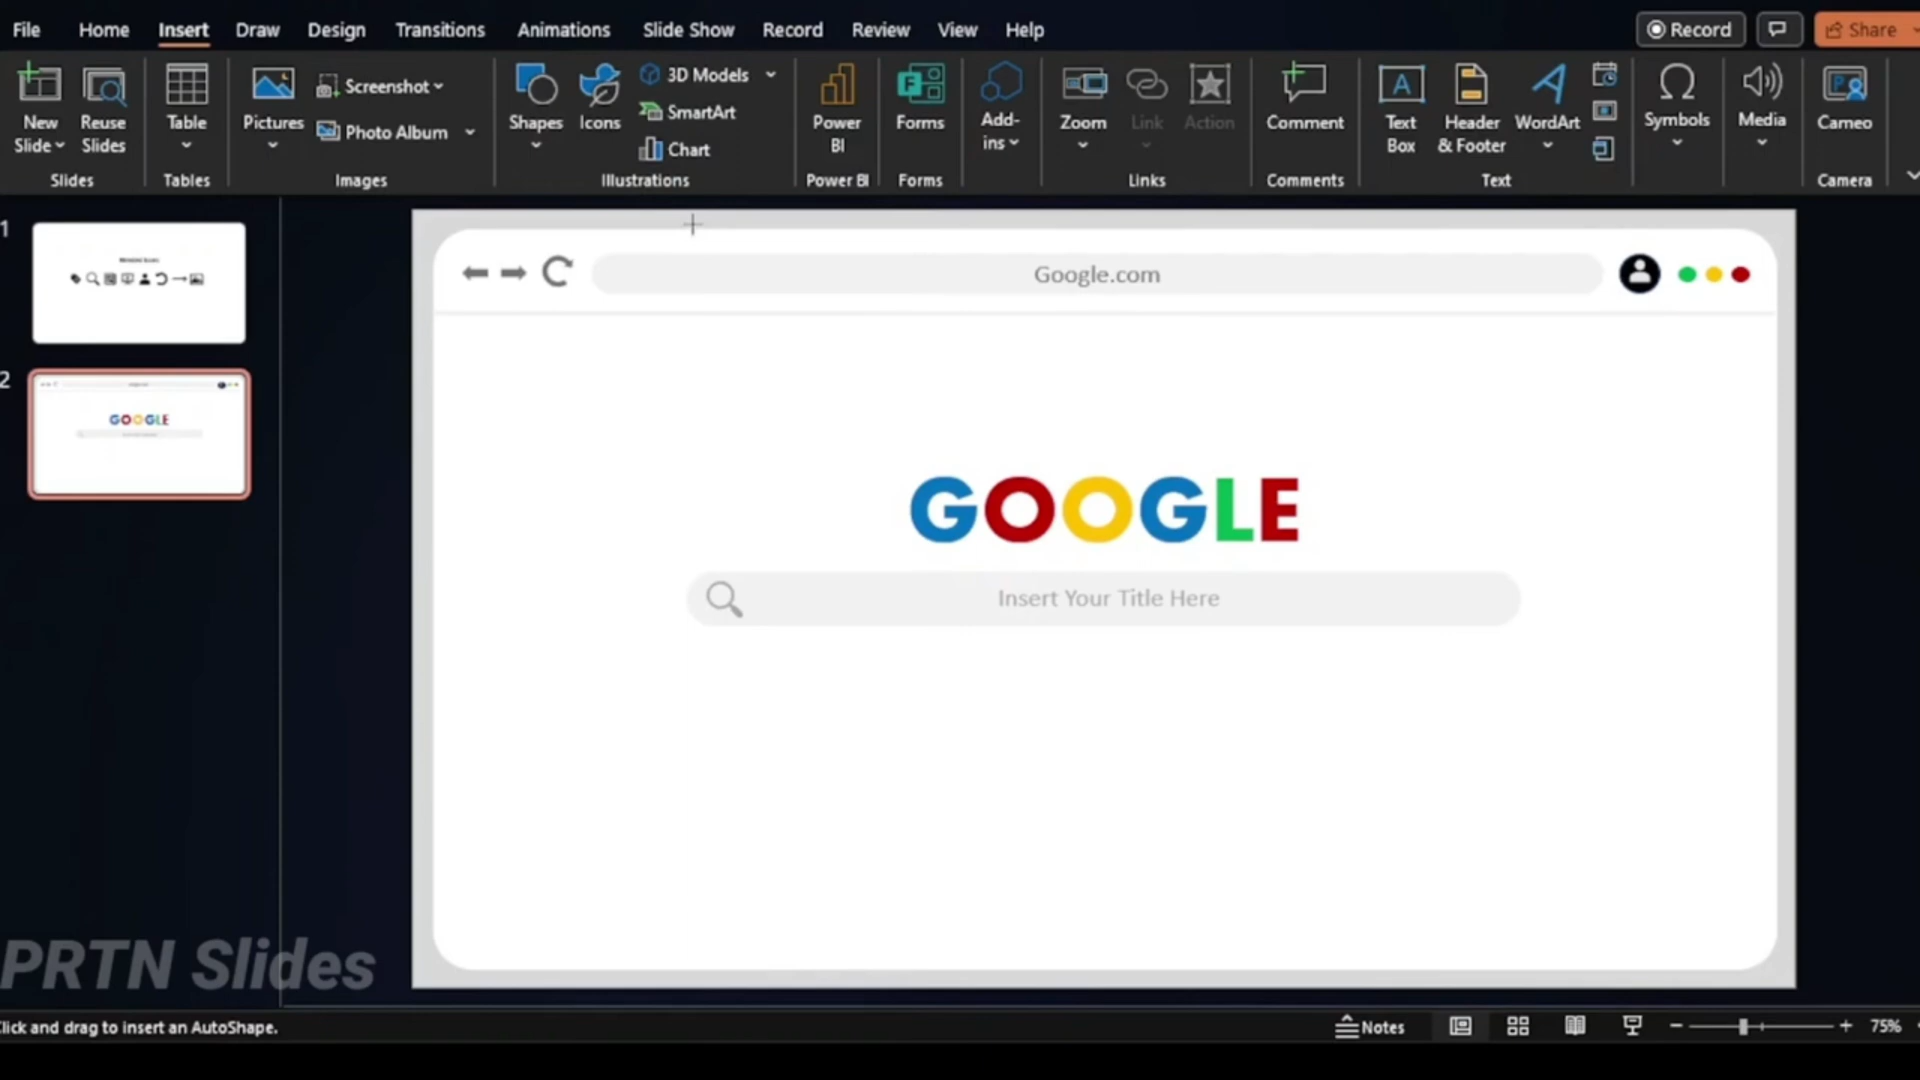 File Home Insert Draw Design Transitions Animations Slide Show Record Review View Help Record Share
New Slide
Reuse Slides
Slides
Table
Tables
Pictures
Screenshot
Photo Album
Images
Shapes
Icons
3D Models
SmartArt
Chart
Illustrations
Power BI
Power BI
Forms
Forms
Add-ins
Zoom
Link
Action
Links
Comment
Comments
Text Box
Header & Footer
WordArt
Text
Symbols
Media
Cameo
Camera
1
2
GOOGLE
Google.com
GOOGLE
Insert Your Title Here
PRTN Slides
Click and drag to insert an AutoShape.
Notes
75%